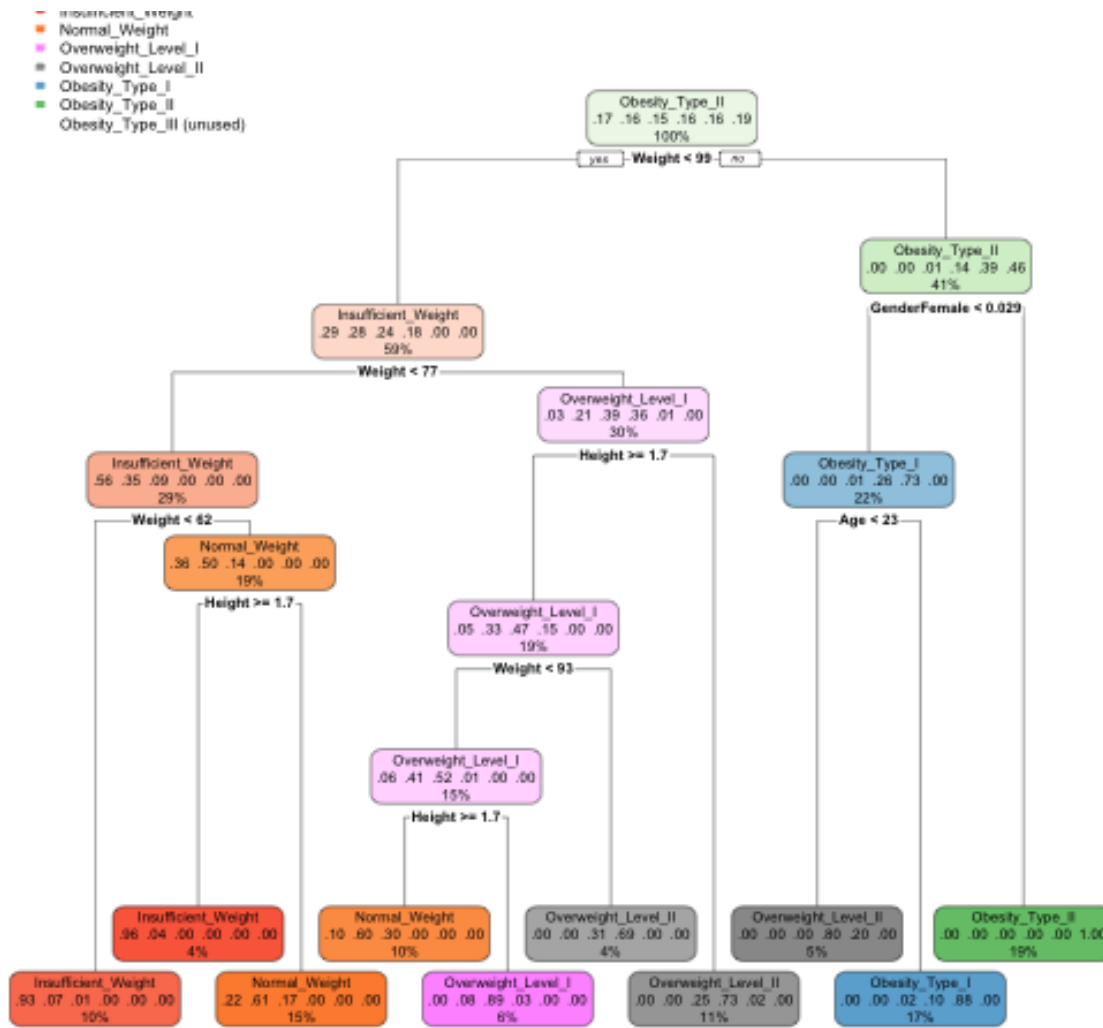 Insufficient_Weight
Normal_Weight
Overweight_Level_I
Overweight_Level_II
Obesity_Type_I
Obesity_Type_II
Obesity_Type_III (unused)
Obesity_Type_II
.17 .16 .15 .16 .16 .19
100%
yes Weight < 99 no
Obesity_Type_II
.00 .00 .01 .14 .39 .46
41%
GenderFemale < 0.029
Insufficient_Weight
.29 .28 .24 .18 .00 .00
59%
Weight < 77
Overweight_Level_I
.03 .21 .39 .36 .01 .00
30%
Height >= 1.7
Insufficient_Weight
.56 .35 .09 .00 .00 .00
29%
Weight < 62
Obesity_Type_I
.00 .00 .01 .26 .73 .00
22%
Age < 23
Normal_Weight
.36 .50 .14 .00 .00 .00
19%
Height >= 1.7
Overweight_Level_I
.05 .33 .47 .15 .00 .00
19%
Weight < 93
Overweight_Level_I
.06 .41 .52 .01 .00 .00
15%
Height >= 1.7
Insufficient_Weight
.96 .04 .00 .00 .00 .00
4%
Normal_Weight
.10 .60 .30 .00 .00 .00
10%
Overweight_Level_II
.00 .00 .31 .69 .00 .00
4%
Overweight_Level_II
.00 .00 .00 .80 .20 .00
5%
Obesity_Type_II
.00 .00 .00 .00 .00 1.00
19%
Insufficient_Weight
.93 .07 .01 .00 .00 .00
10%
Normal_Weight
.22 .61 .17 .00 .00 .00
15%
Overweight_Level_I
.00 .08 .89 .03 .00 .00
6%
Overweight_Level_II
.00 .00 .25 .73 .02 .00
11%
Obesity_Type_I
.00 .00 .02 .10 .88 .00
17%